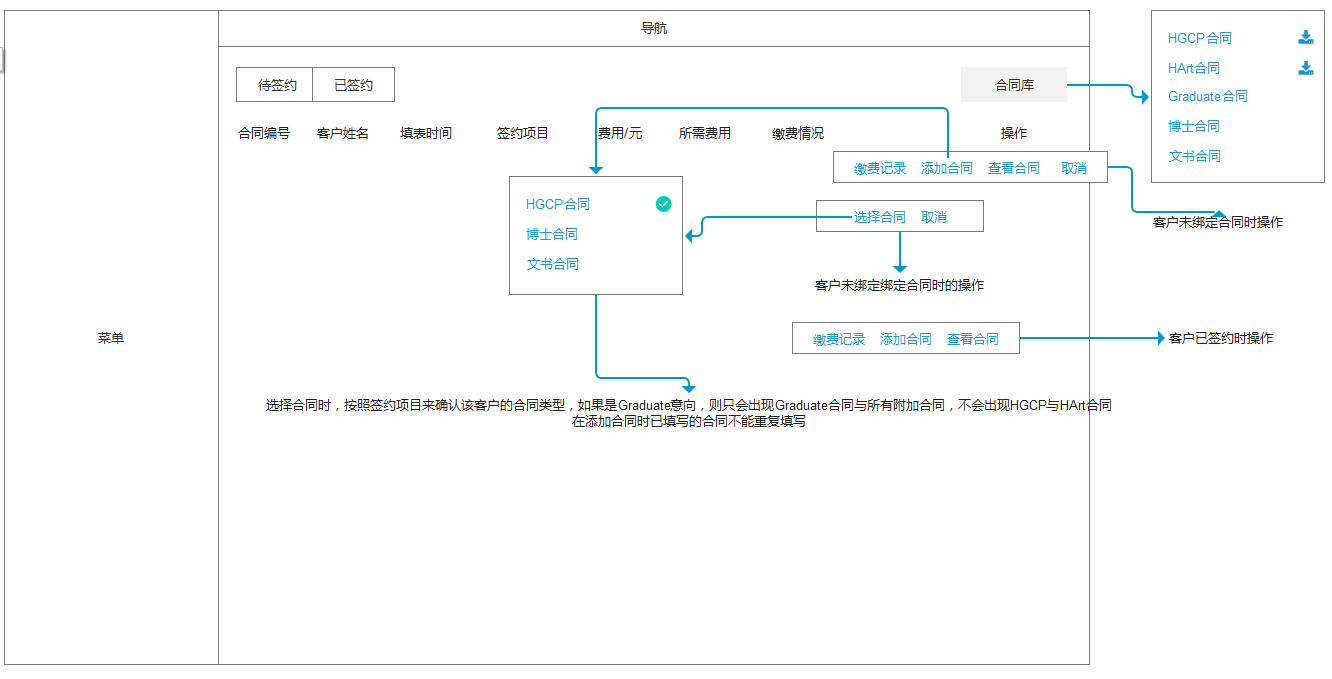 导航
HGCP合同
HArt合同
Graduate合同
博士合同
文书合同
待签约 已签约
合同库
合同编号 客户姓名 填表时间 签约项目 费用/元 所需费用 缴费情况 操作
缴费记录 添加合同 查看合同 取消
客户未绑定合同时操作
HGCP合同
博士合同
文书合同
选择合同 取消
客户未绑定绑定合同时的操作
菜单
缴费记录 添加合同 查看合同
客户已签约时操作
选择合同时，按照签约项目来确认该客户的合同类型，如果是Graduate意向，则只会出现Graduate合同与所有附加合同，不会出现HGCP与HArt合同
在添加合同时已填写的合同不能重复填写